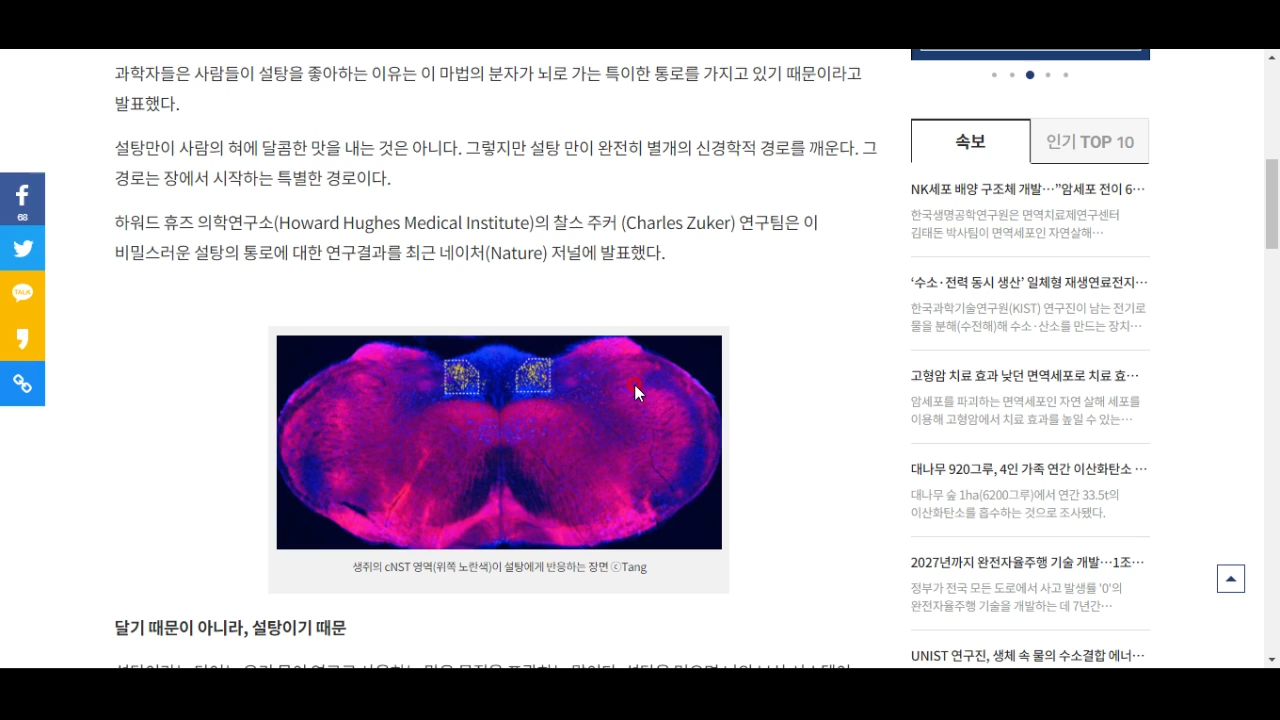 과학자들은 사람들이 설탕을 좋아하는 이유는 이 마법의 분자가 뇌로 가는 특이한 통로를 가지고 있기 때문이라고
발표했다.
설탕만이 사람의 혀에 달콤한 맛을 내는 것은 아니다. 그렇지만 설탕 만이 완전히 별개의 신경학적 경로를 깨운다. 그
경로는 장에서 시작하는 특별한 경로이다.
하워드 휴즈 의학연구소(Howard Hughes Medical Institute)의 찰스 주커 (Charles Zuker) 연구팀은 이
비밀스러운 설탕의 통로에 대한 연구결과를 최근 네이처(Nature) 저널에 발표했다.
68
TALK
생쥐의 cNST 영역(위쪽 노란색)이 설탕에게 반응하는 장면 ⓒTang
달기 때문이 아니라, 설탕이기 때문
속보
인기 TOP 10
NK세포 배양 구조체 개발…”암세포 전이 6…
한국생명공학연구원은 면역치료제연구센터
김태돈 박사팀이 면역세포인 자연살해…
‘수소·전력 동시 생산’ 일체형 재생연료전지…
한국과학기술연구원(KIST) 연구진이 남는 전기로
물을 분해(수전해)해 수소·산소를 만드는 장치…
고형암 치료 효과 낮던 면역세포로 치료 효…
암세포를 파괴하는 면역세포인 자연 살해 세포를
이용해 고형암에서 치료 효과를 높일 수 있는…
대나무 920그루, 4인 가족 연간 이산화탄소 …
대나무 숲 1ha(6200그루)에서 연간 33.5t의
이산화탄소를 흡수하는 것으로 조사됐다.
2027년까지 완전자율주행 기술 개발…1조…
정부가 전국 모든 도로에서 사고 발생률 '0'의
완전자율주행 기술을 개발하는 데 7년간…
UNIST 연구진, 생체 속 물의 수소결합 에너…